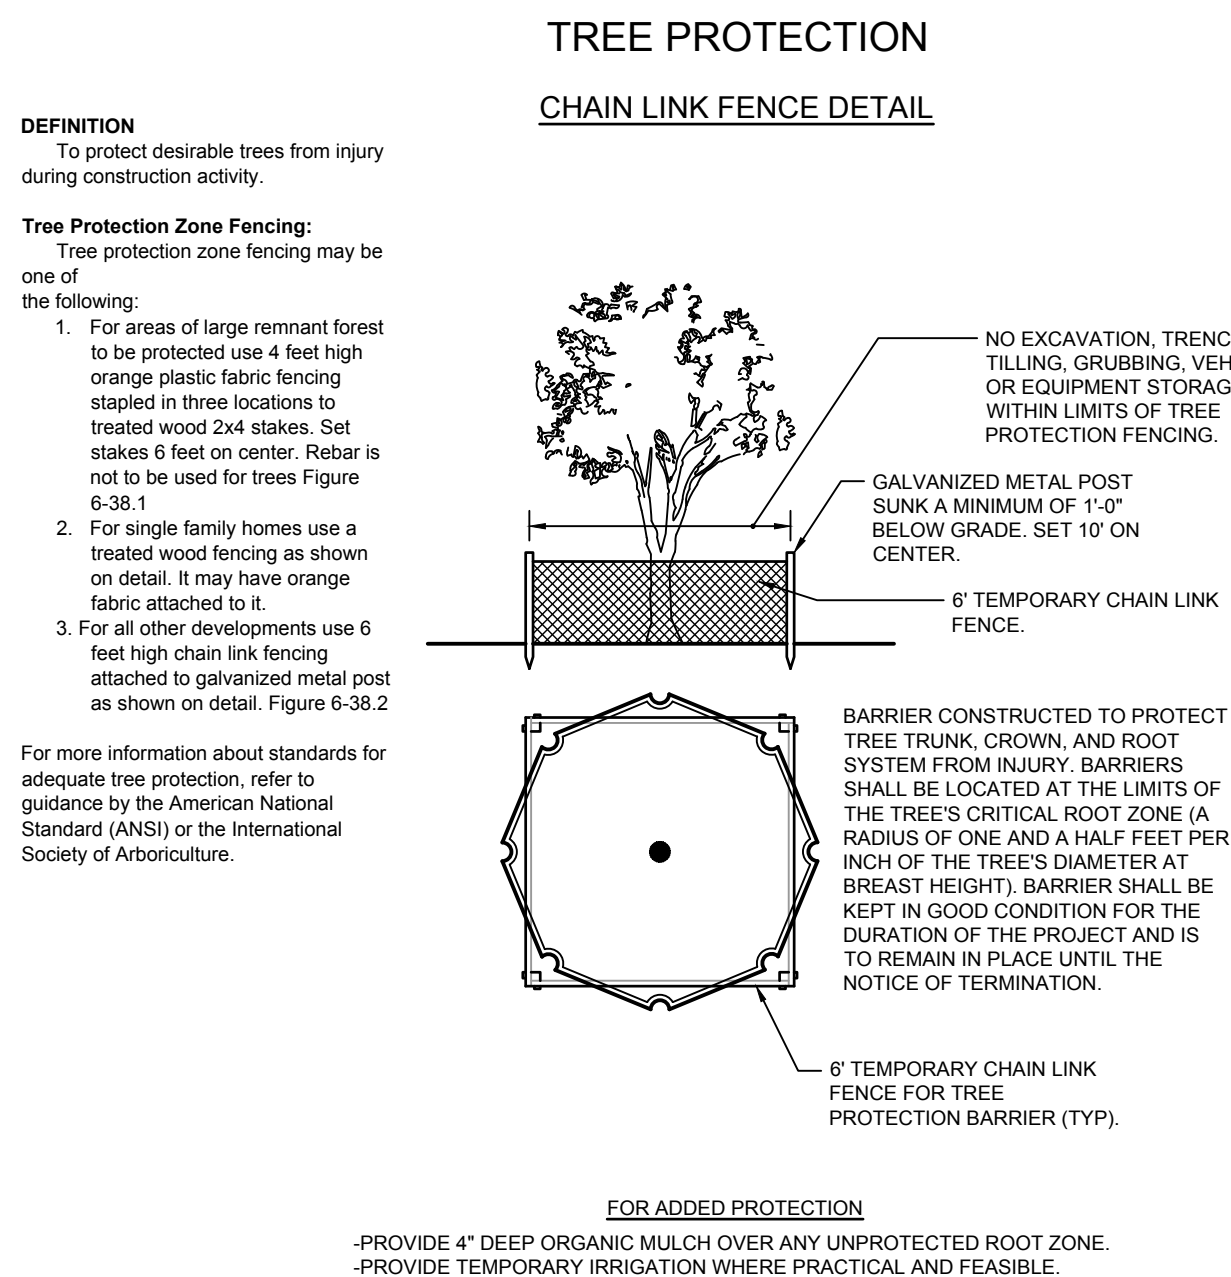 TREE PROTECTION
CHAIN LINK FENCE DETAIL
DEFINITION
To protect desirable trees from injury
during construction activity.
Tree Protection Zone Fencing:
Tree protection zone fencing may be
one of
the following:
1. For areas of large remnant forest
to be protected use 4 feet high
orange plastic fabric fencing
stapled in three locations to
treated wood 2x4 stakes. Set
stakes 6 feet on center. Rebar is
not to be used for trees Figure
6-38.1
2. For single family homes use a
treated wood fencing as shown
on detail. It may have orange
fabric attached to it.
3. For all other developments use 6
feet high chain link fencing
attached to galvanized metal post
as shown on detail. Figure 6-38.2
For more information about standards for
adequate tree protection, refer to
guidance by the American National
Standard (ANSI) or the International
Society of Arboriculture.
NO EXCAVATION, TRENC
TILLING, GRUBBING, VEH
OR EQUIPMENT STORAG
WITHIN LIMITS OF TREE
PROTECTION FENCING.
GALVANIZED METAL POST
SUNK A MINIMUM OF 1'-0"
BELOW GRADE. SET 10' ON
CENTER.
6' TEMPORARY CHAIN LINK
FENCE.
BARRIER CONSTRUCTED TO PROTECT
TREE TRUNK, CROWN, AND ROOT
SYSTEM FROM INJURY. BARRIERS
SHALL BE LOCATED AT THE LIMITS OF
THE TREE'S CRITICAL ROOT ZONE (A
RADIUS OF ONE AND A HALF FEET PER
INCH OF THE TREE'S DIAMETER AT
BREAST HEIGHT). BARRIER SHALL BE
KEPT IN GOOD CONDITION FOR THE
DURATION OF THE PROJECT AND IS
TO REMAIN IN PLACE UNTIL THE
NOTICE OF TERMINATION.
6' TEMPORARY CHAIN LINK
FENCE FOR TREE
PROTECTION BARRIER (TYP).
FOR ADDED PROTECTION
-PROVIDE 4" DEEP ORGANIC MULCH OVER ANY UNPROTECTED ROOT ZONE.
-PROVIDE TEMPORARY IRRIGATION WHERE PRACTICAL AND FEASIBLE.